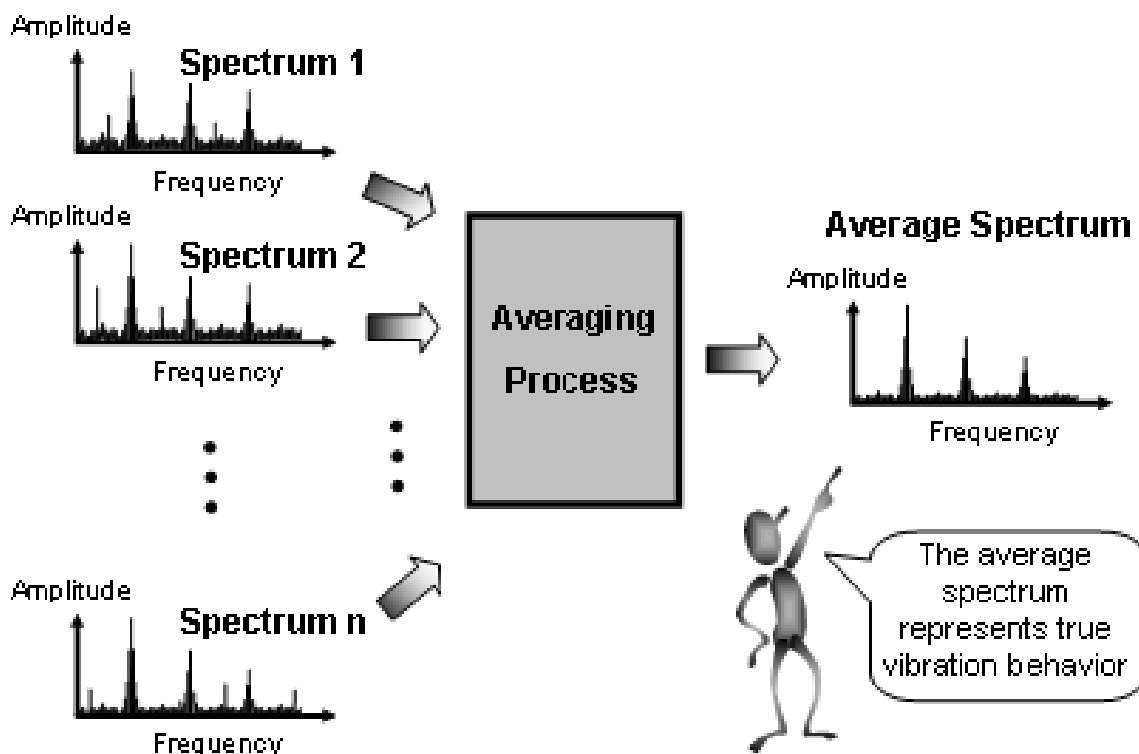 Amplitude
Spectrum 1
Frequency
Amplitude
Spectrum 2
Frequency
Amplitude
Spectrum n
Frequency
Averaging
Process
Average Spectrum
Amplitude
Frequency
The average
spectrum
represents true
vibration behavior